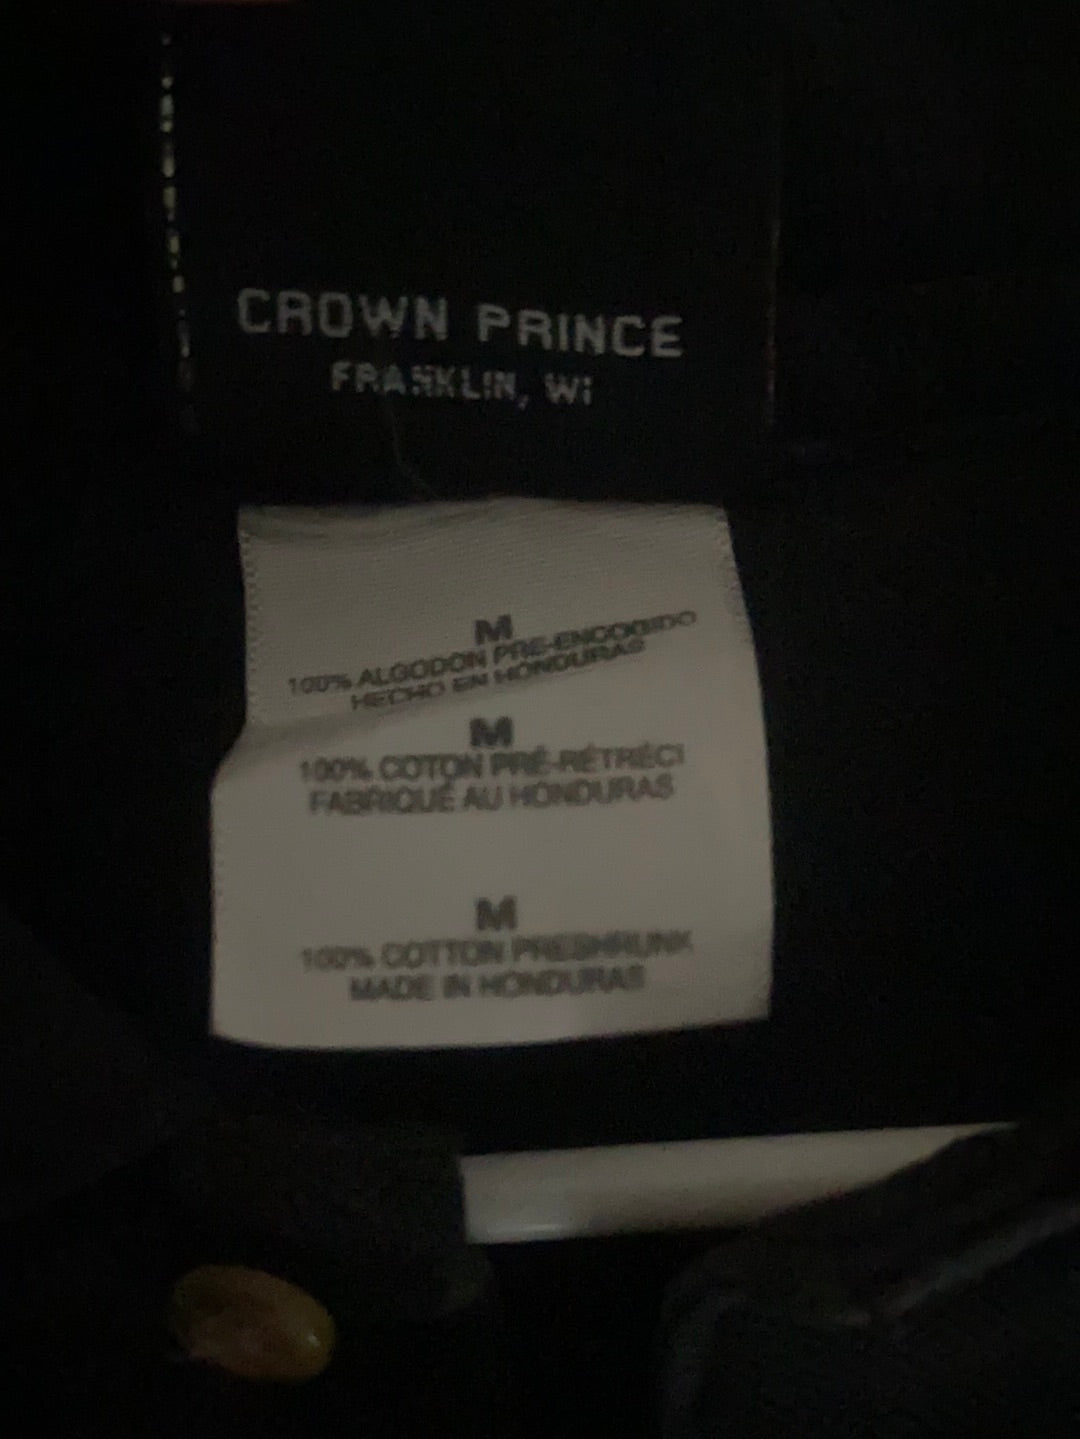 CROWN PRINCE
FRANKLIN, WI
M
100% ALGODON PRE-ENCOGIDO
HECHO EN HONDURAS
M
100% COTON PRÉ-RÉTRÉCI
FABRIQUÉ AU HONDURAS
M
100% COTTON PRESHRUNK
MADE IN HONDURAS